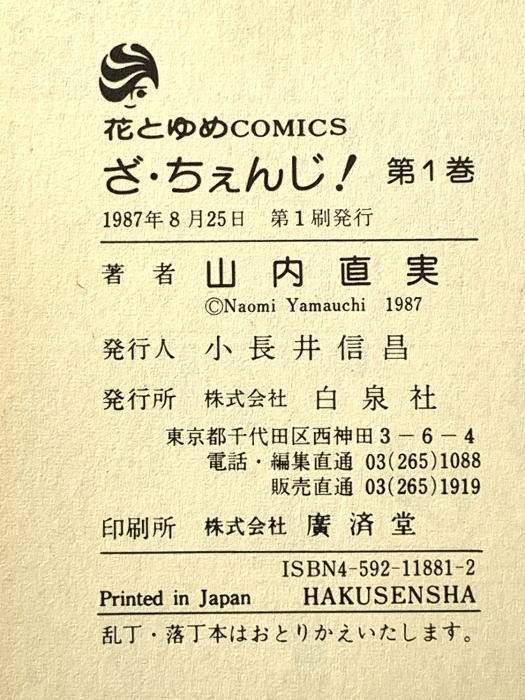 花とゆめCOMICS
ざ・ちぇんじ! 第1巻
1987年8月25日 第1刷発行
著者 山内直実
©Naomi Yamauchi 1987
発行人 小長井信昌
発行所 株式会社 白泉社
東京都千代田区西神田3-6-4
電話・編集直通 03(265)1088
販売直通 03(265)1919
印刷所 株式会社 廣済堂
ISBN4-592-11881-2
Printed in Japan HAKUSENSHA
乱丁・落丁本はおとりかえいたします。